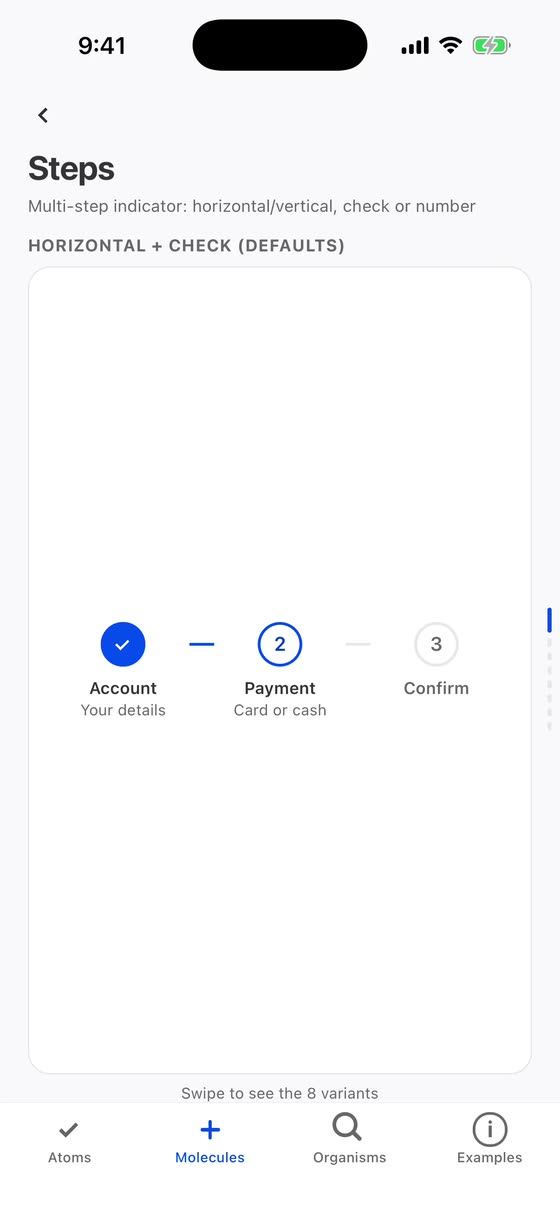 9:41
Steps
Multi-step indicator: horizontal/vertical, check or number
HORIZONTAL + CHECK (DEFAULTS)
2
3
Account
Payment
Confirm
Your details
Card or cash
Swipe to see the 8 variants
Atoms
Molecules
Organisms
Examples